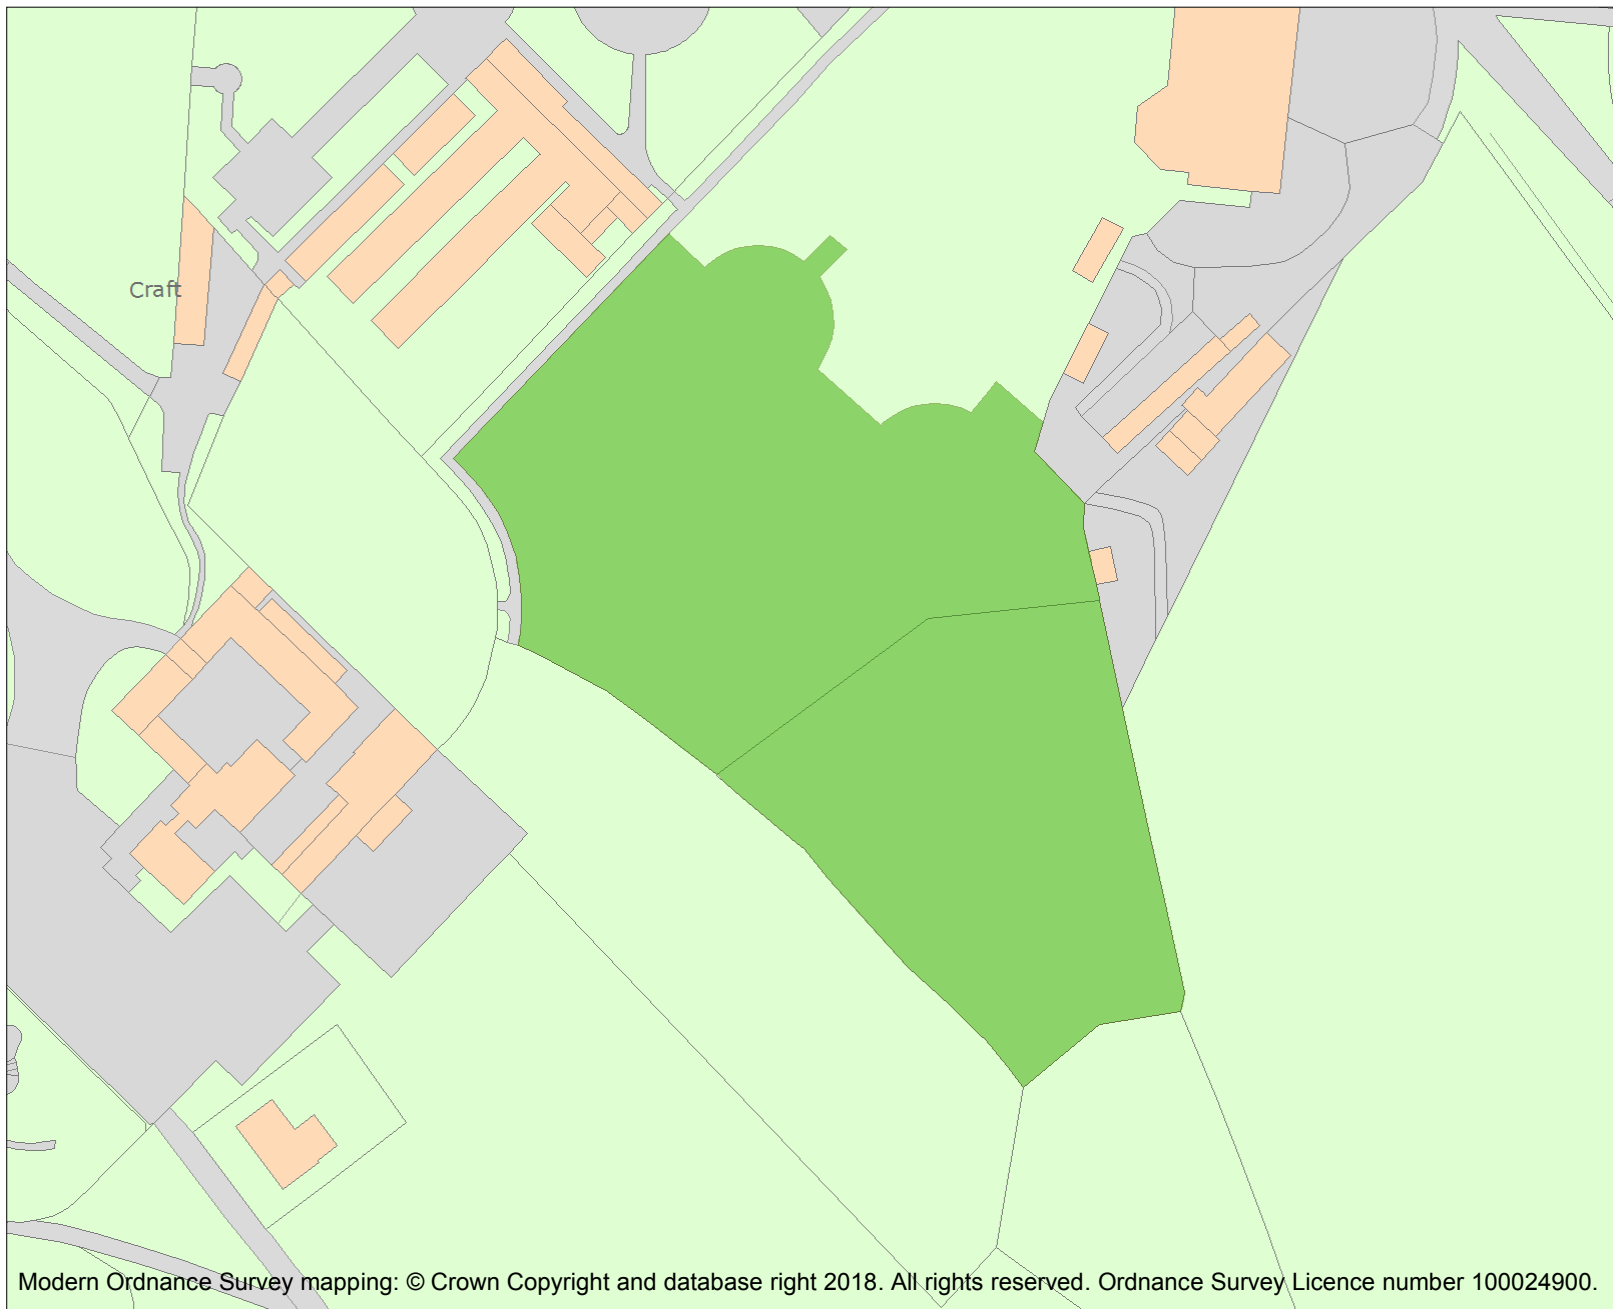 Craft
Modern Ordnance Survey mapping: © Crown Copyright and database right 2018. All rights reserved. Ordnance Survey Licence number 100024900.